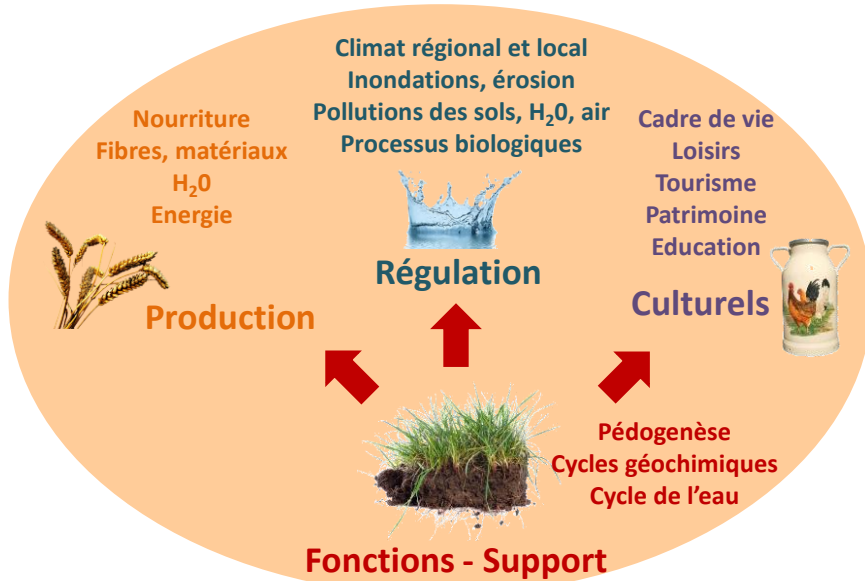 Climat régional et local
Inondations, érosion
Pollutions des sols, H₂0, air
Processus biologiques
Régulation
Nourriture
Fibres, matériaux
H₂0
Energie
Production
Cadre de vie
Loisirs
Tourisme
Patrimoine
Education
Culturels
Pédogenèse
Cycles géochimiques
Cycle de l’eau
Fonctions - Support